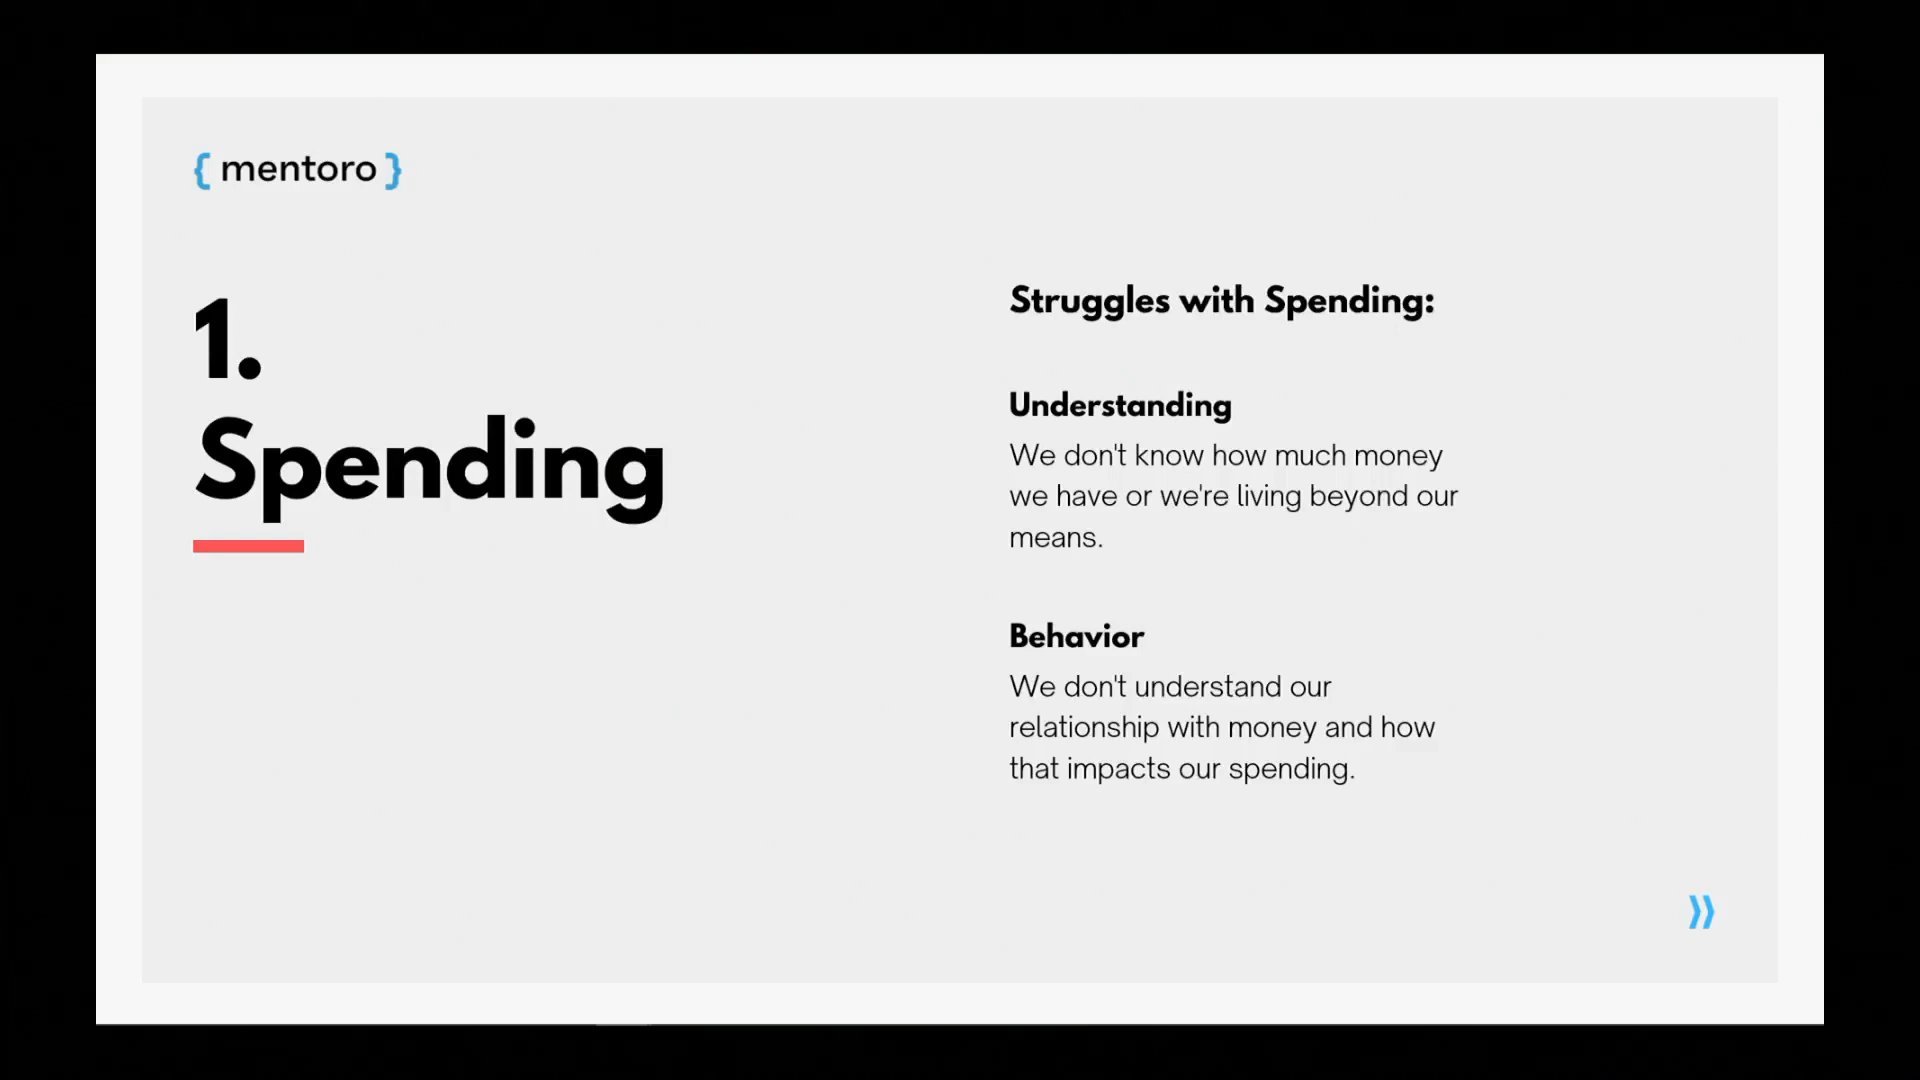 { mentoro }
1.
Spending
Struggles with Spending:
Understanding
We don't know how much money
we have or we're living beyond our
means.
Behavior
We don't understand our
relationship with money and how
that impacts our spending.